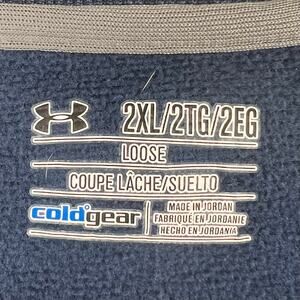 2XL/2TG/2EG
LOOSE
COUPE LÂCHE/SUELTO
coldgear
MADE IN JORDAN
FABRIQUÉ EN JORDANIE
HECHO EN JORDANIA